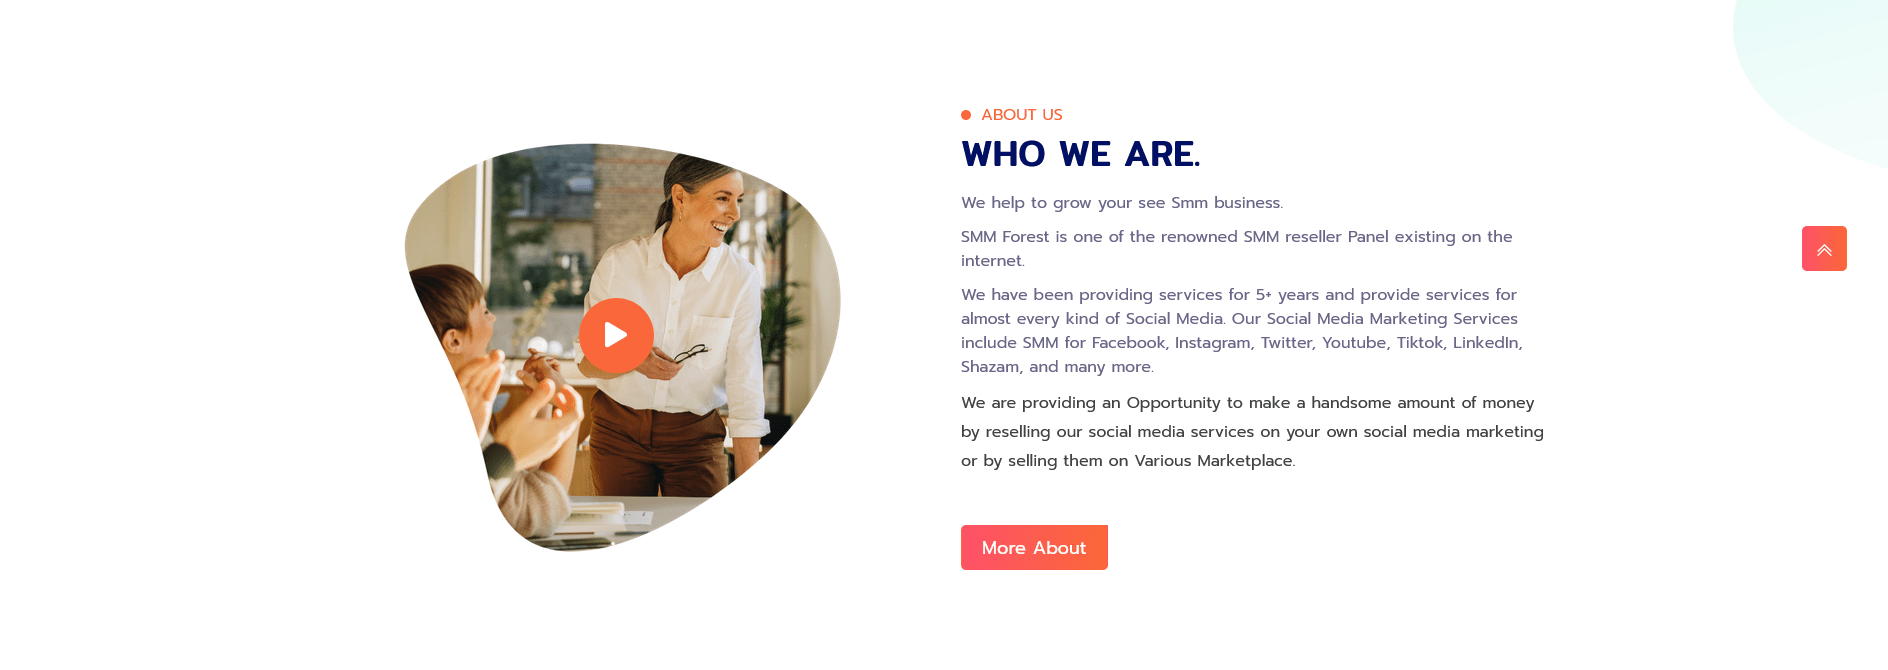 ABOUT US
WHO WE ARE.
We help to grow your see Smm business.
SMM Forest is one of the renowned SMM reseller Panel existing on the
internet.
We have been providing services for 5+ years and provide services for
almost every kind of Social Media. Our Social Media Marketing Services
include SMM for Facebook, Instagram, Twitter, Youtube, Tiktok, LinkedIn,
Shazam, and many more.
We are providing an Opportunity to make a handsome amount of money
by reselling our social media services on your own social media marketing
or by selling them on Various Marketplace.
More About